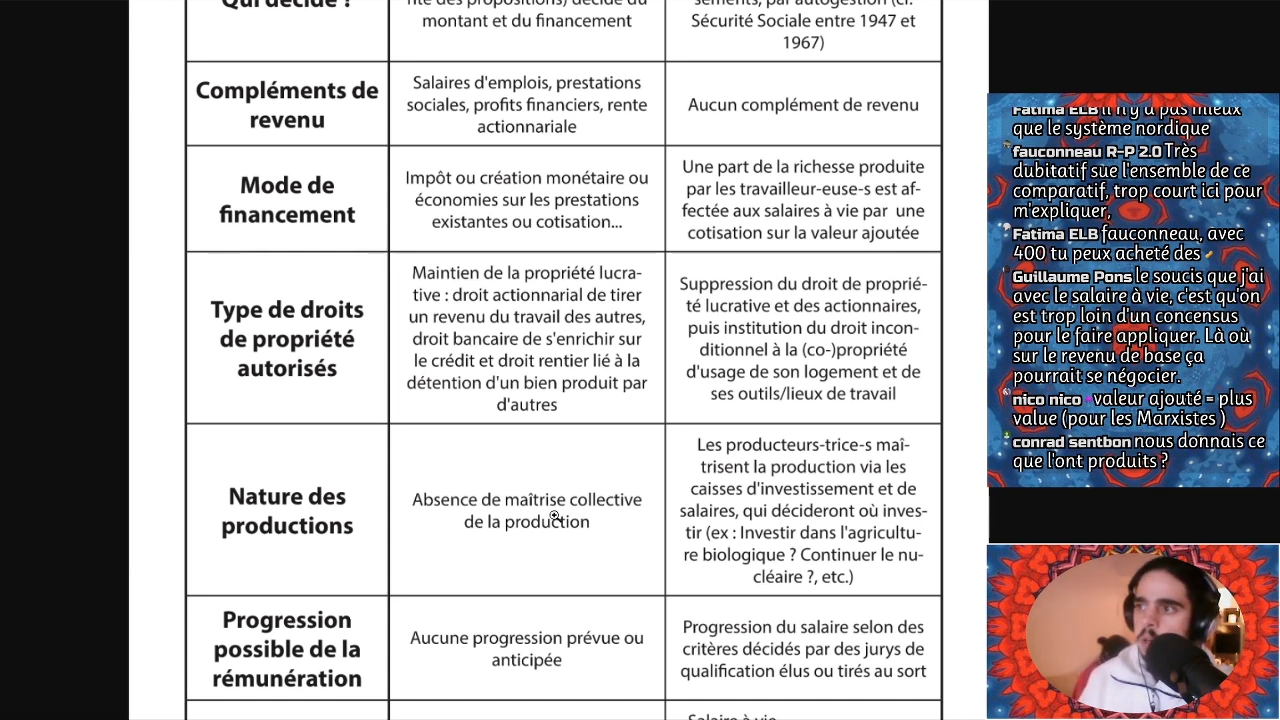 Qui décide ?
rité des propositions) décide du
montant et du financement
sements, par autogestion (cf.
Sécurité Sociale entre 1947 et
1967)
Compléments de
revenu
Salaires d'emplois, prestations
sociales, profits financiers, rente
actionnariale
Aucun complément de revenu
Mode de
financement
Impôt ou création monétaire ou
économies sur les prestations
existantes ou cotisation...
Une part de la richesse produite
par les travailleur-euse-s est af-
fectée aux salaires à vie par une
cotisation sur la valeur ajoutée
Type de droits
de propriété
autorisés
Maintien de la propriété lucra-
tive : droit actionnarial de tirer
un revenu du travail des autres,
droit bancaire de s'enrichir sur
le crédit et droit rentier lié à la
détention d'un bien produit par
d'autres
Suppression du droit de proprié-
té lucrative et des actionnaires,
puis institution du droit incon-
ditionnel à la (co-)propriété
d'usage de son logement et de
ses outils/lieux de travail
Nature des
productions
Absence de maîtrise collective
de la production
Les producteurs-trice-s maî-
trisent la production via les
caisses d'investissement et de
salaires, qui décideront où inves-
tir (ex : Investir dans l'agricultu-
re biologique ? Continuer le nu-
cléaire ?, etc.)
Progression
possible de la
rémunération
Aucune progression prévue ou
anticipée
Progression du salaire selon des
critères décidés par des jurys de
qualification élus ou tirés au sort
Salaire à vie
Fatima ELB il n'y a pas mieux
que le système nordique
fauconneau R-P 2.0 Très
dubitatif sue l'ensemble de ce
comparatif, trop court ici pour
m'expliquer,
Fatima ELB fauconneau, avec
400 tu peux acheté des
Guillaume Pons le soucis que j'ai
avec le salaire à vie, c'est qu'on
est trop loin d'un concensus
pour le faire appliquer. Là où
sur le revenu de base ça
pourrait se négocier.
nico nico valeur ajouté = plus
value (pour les Marxistes )
conrad sentbon nous donnais ce
que l'ont produits ?